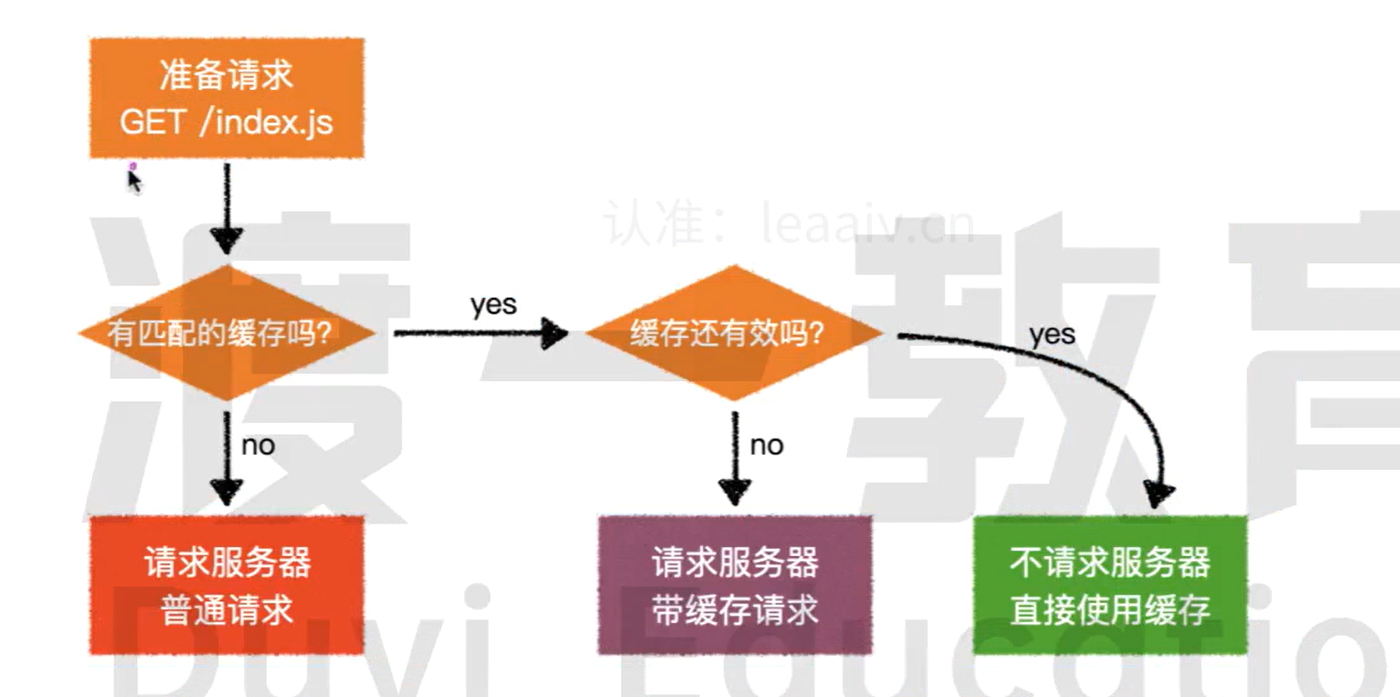 准备请求
GET /index.js
认准：leaaiv.cn
有匹配的缓存吗?
yes
缓存还有效吗?
yes
no
no
请求服务器
普通请求
请求服务器
带缓存请求
不请求服务器
直接使用缓存
渡一教育
Duyi Educatio